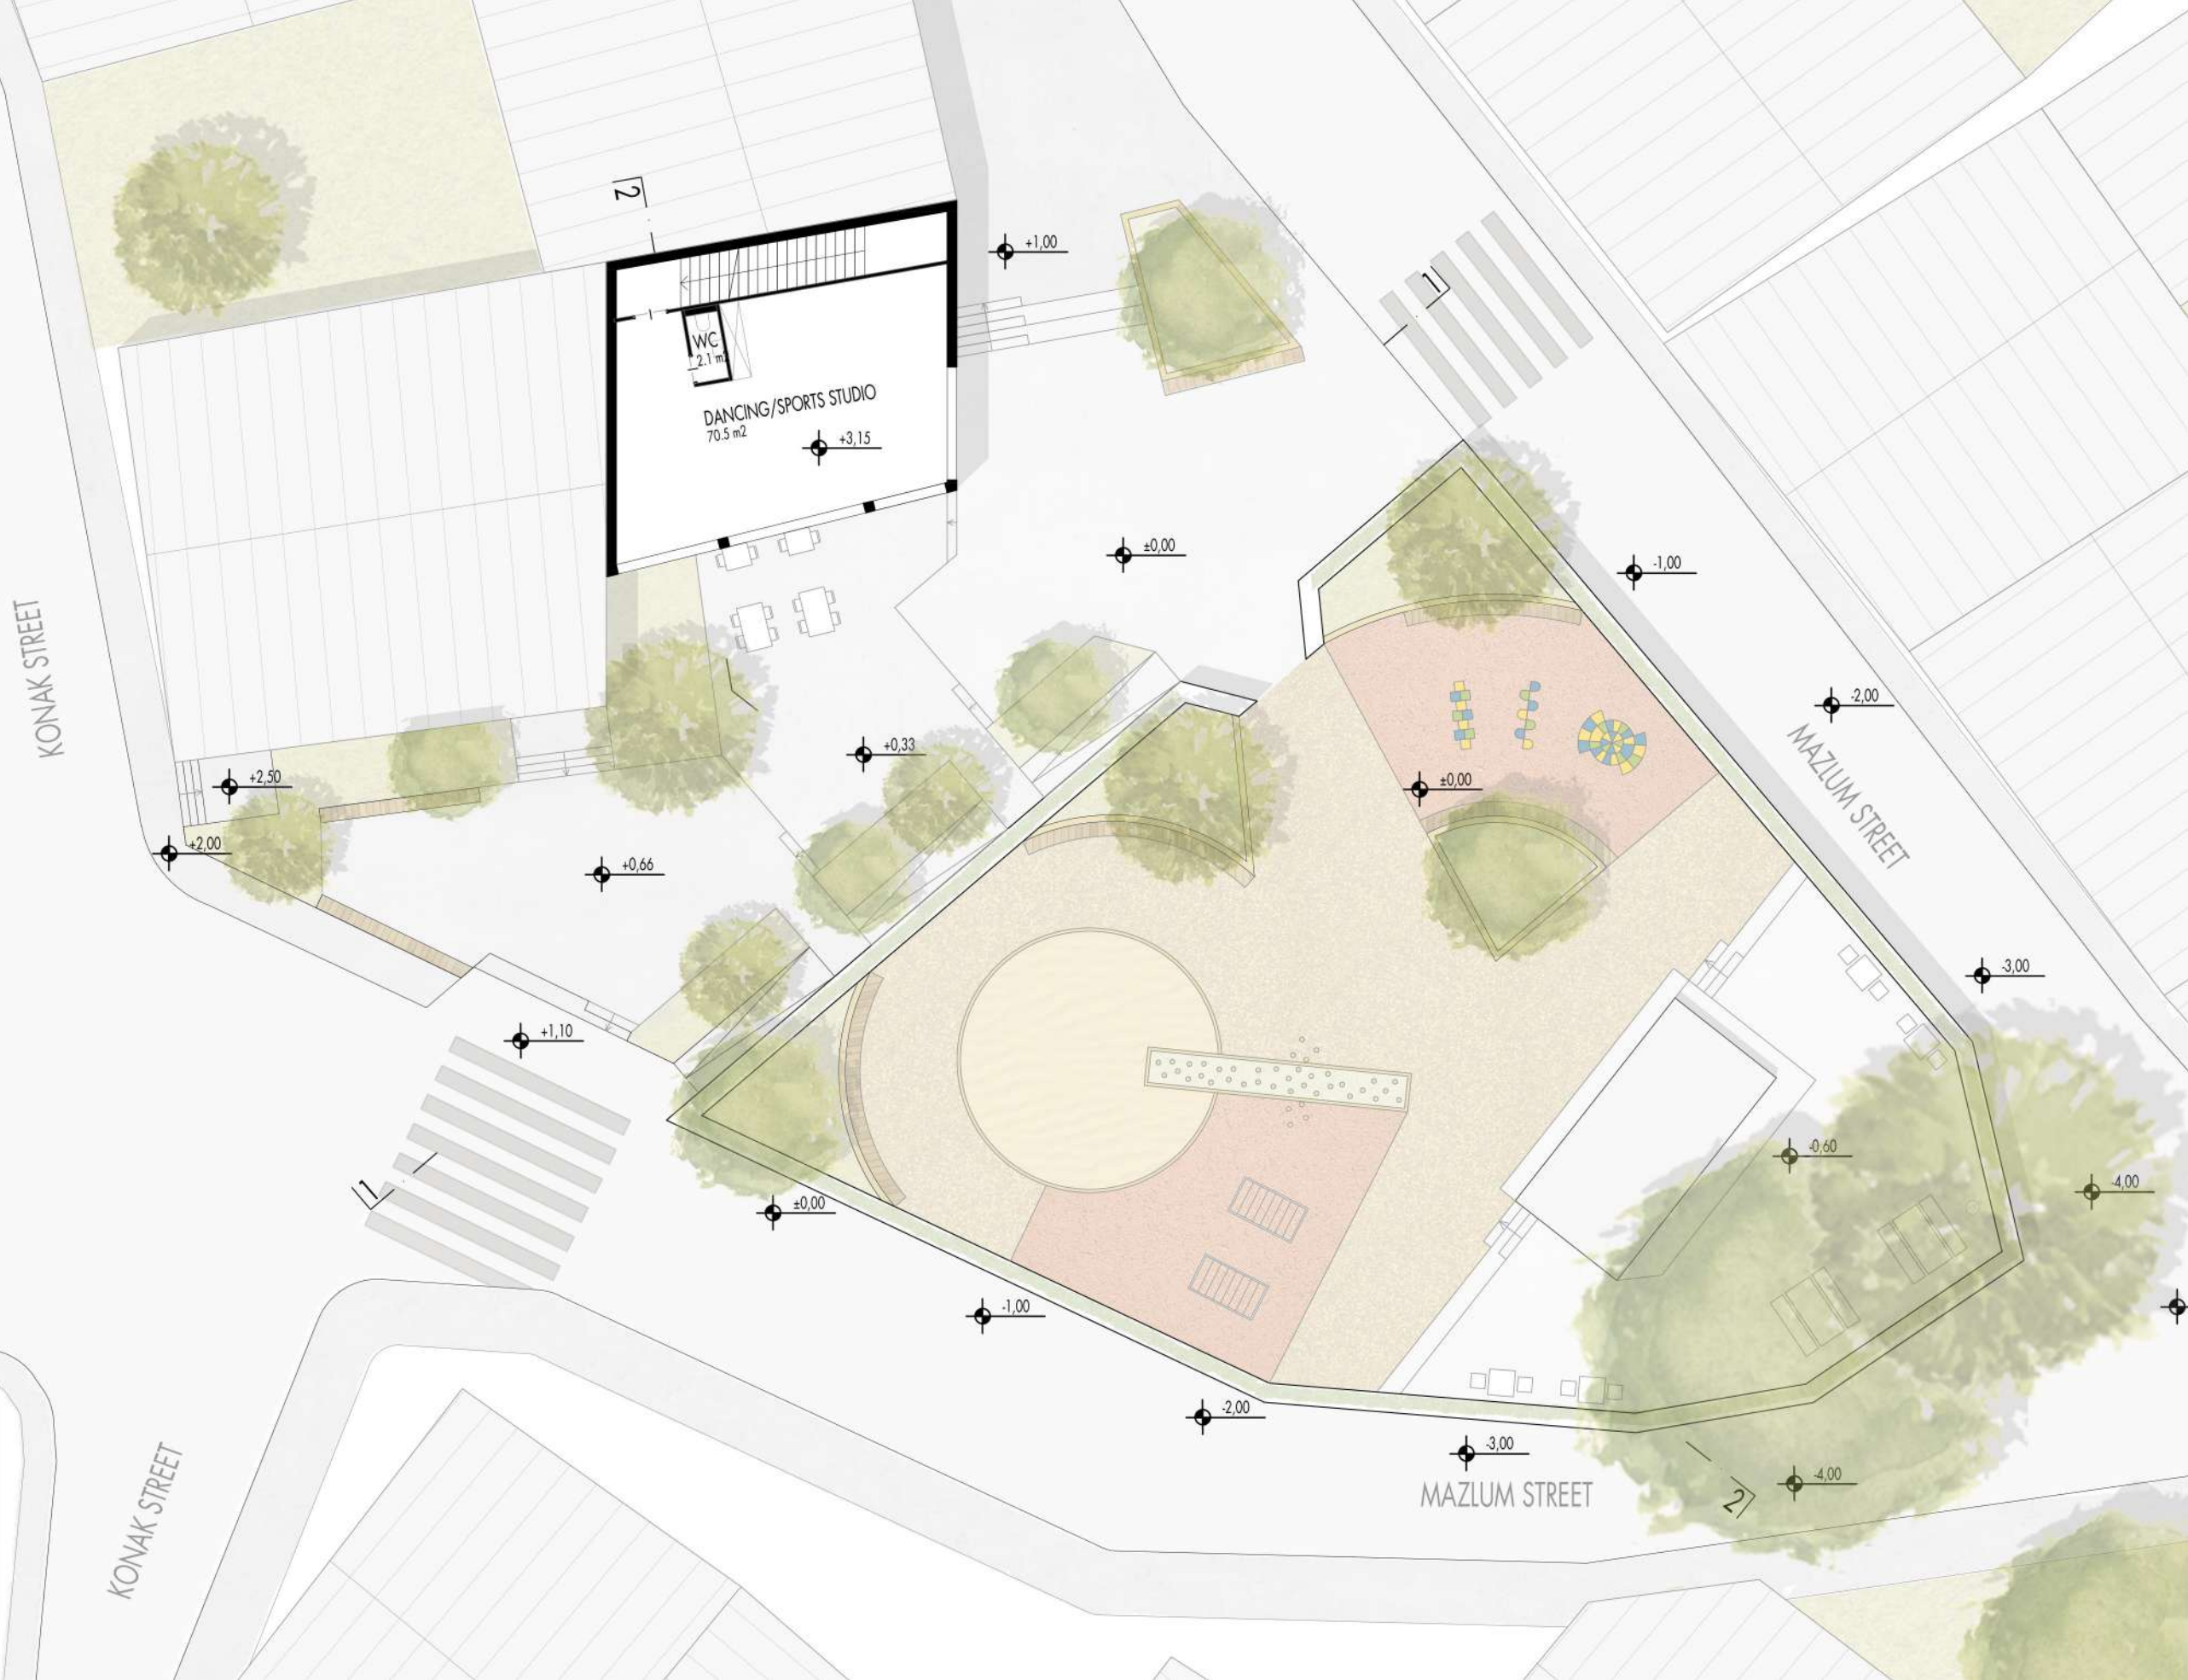 2
+1,00
1
WC
2.1 m2
DANCING/SPORTS STUDIO
70.5 m2
+3,15
±0,00
-1,00
KONAK STREET
-2,00
MAZLUM STREET
+0,33
+2,50
±0,00
+2,00
+0,66
-3,00
+1,10
-0,60
1
-4,00
±0,00
-1,00
-2,00
-3,00
-4,00
MAZLUM STREET
2
KONAK STREET